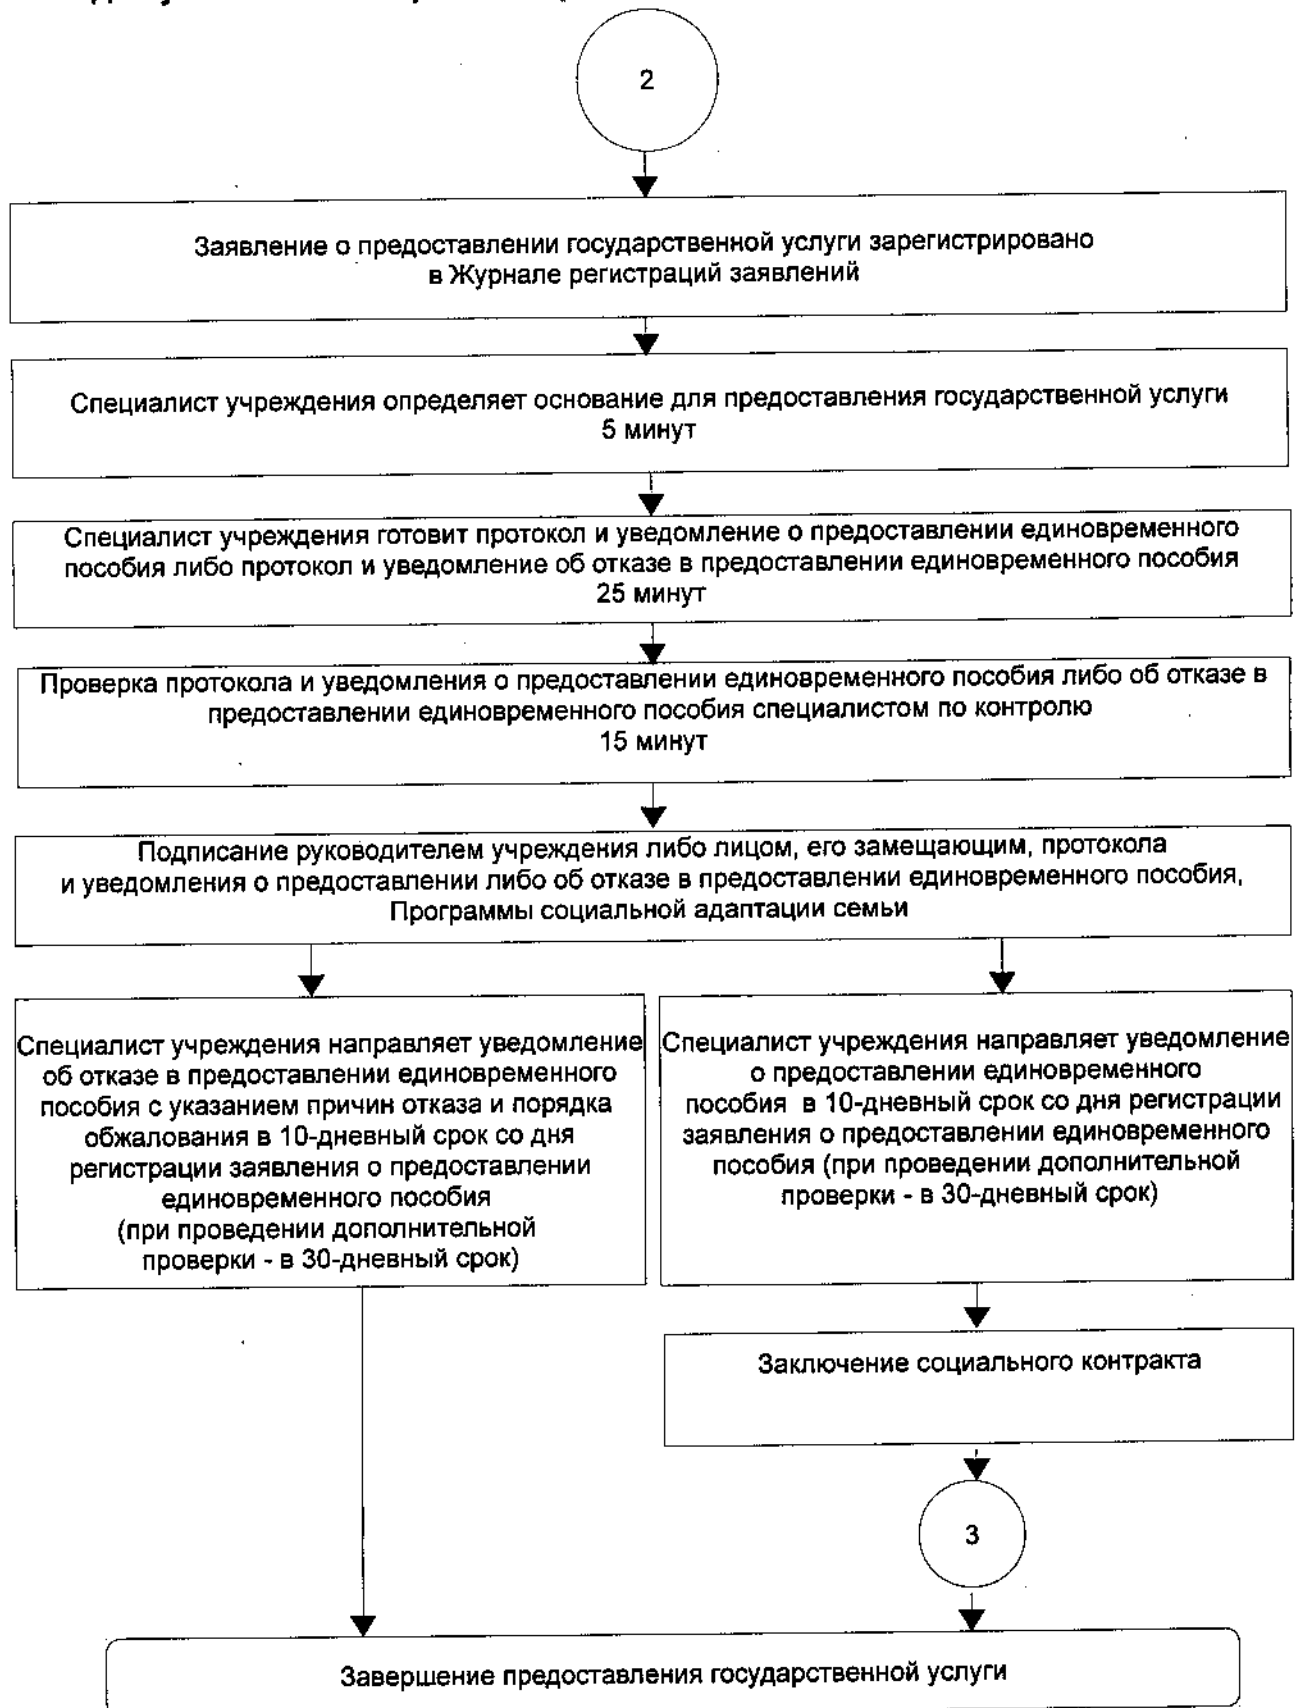 2
Заявление о предоставлении государственной услуги зарегистрировано
в Журнале регистраций заявлений
Специалист учреждения определяет основание для предоставления государственной услуги
5 минут
Специалист учреждения готовит протокол и уведомление о предоставлении единовременного
пособия либо протокол и уведомление об отказе в предоставлении единовременного пособия
25 минут
Проверка протокола и уведомления о предоставлении единовременного пособия либо об отказе в
предоставлении единовременного пособия специалистом по контролю
15 минут
Подписание руководителем учреждения либо лицом, его замещающим, протокола
и уведомления о предоставлении либо об отказе в предоставлении единовременного пособия,
Программы социальной адаптации семьи
Специалист учреждения направляет уведомление
об отказе в предоставлении единовременного
пособия с указанием причин отказа и порядка
обжалования в 10-дневный срок со дня
регистрации заявления о предоставлении
единовременного пособия
(при проведении дополнительной
проверки - в 30-дневный срок)
Специалист учреждения направляет уведомление
о предоставлении единовременного
пособия в 10-дневный срок со дня регистрации
заявления о предоставлении единовременного
пособия (при проведении дополнительной
проверки - в 30-дневный срок)
Заключение социального контракта
3
Завершение предоставления государственной услуги